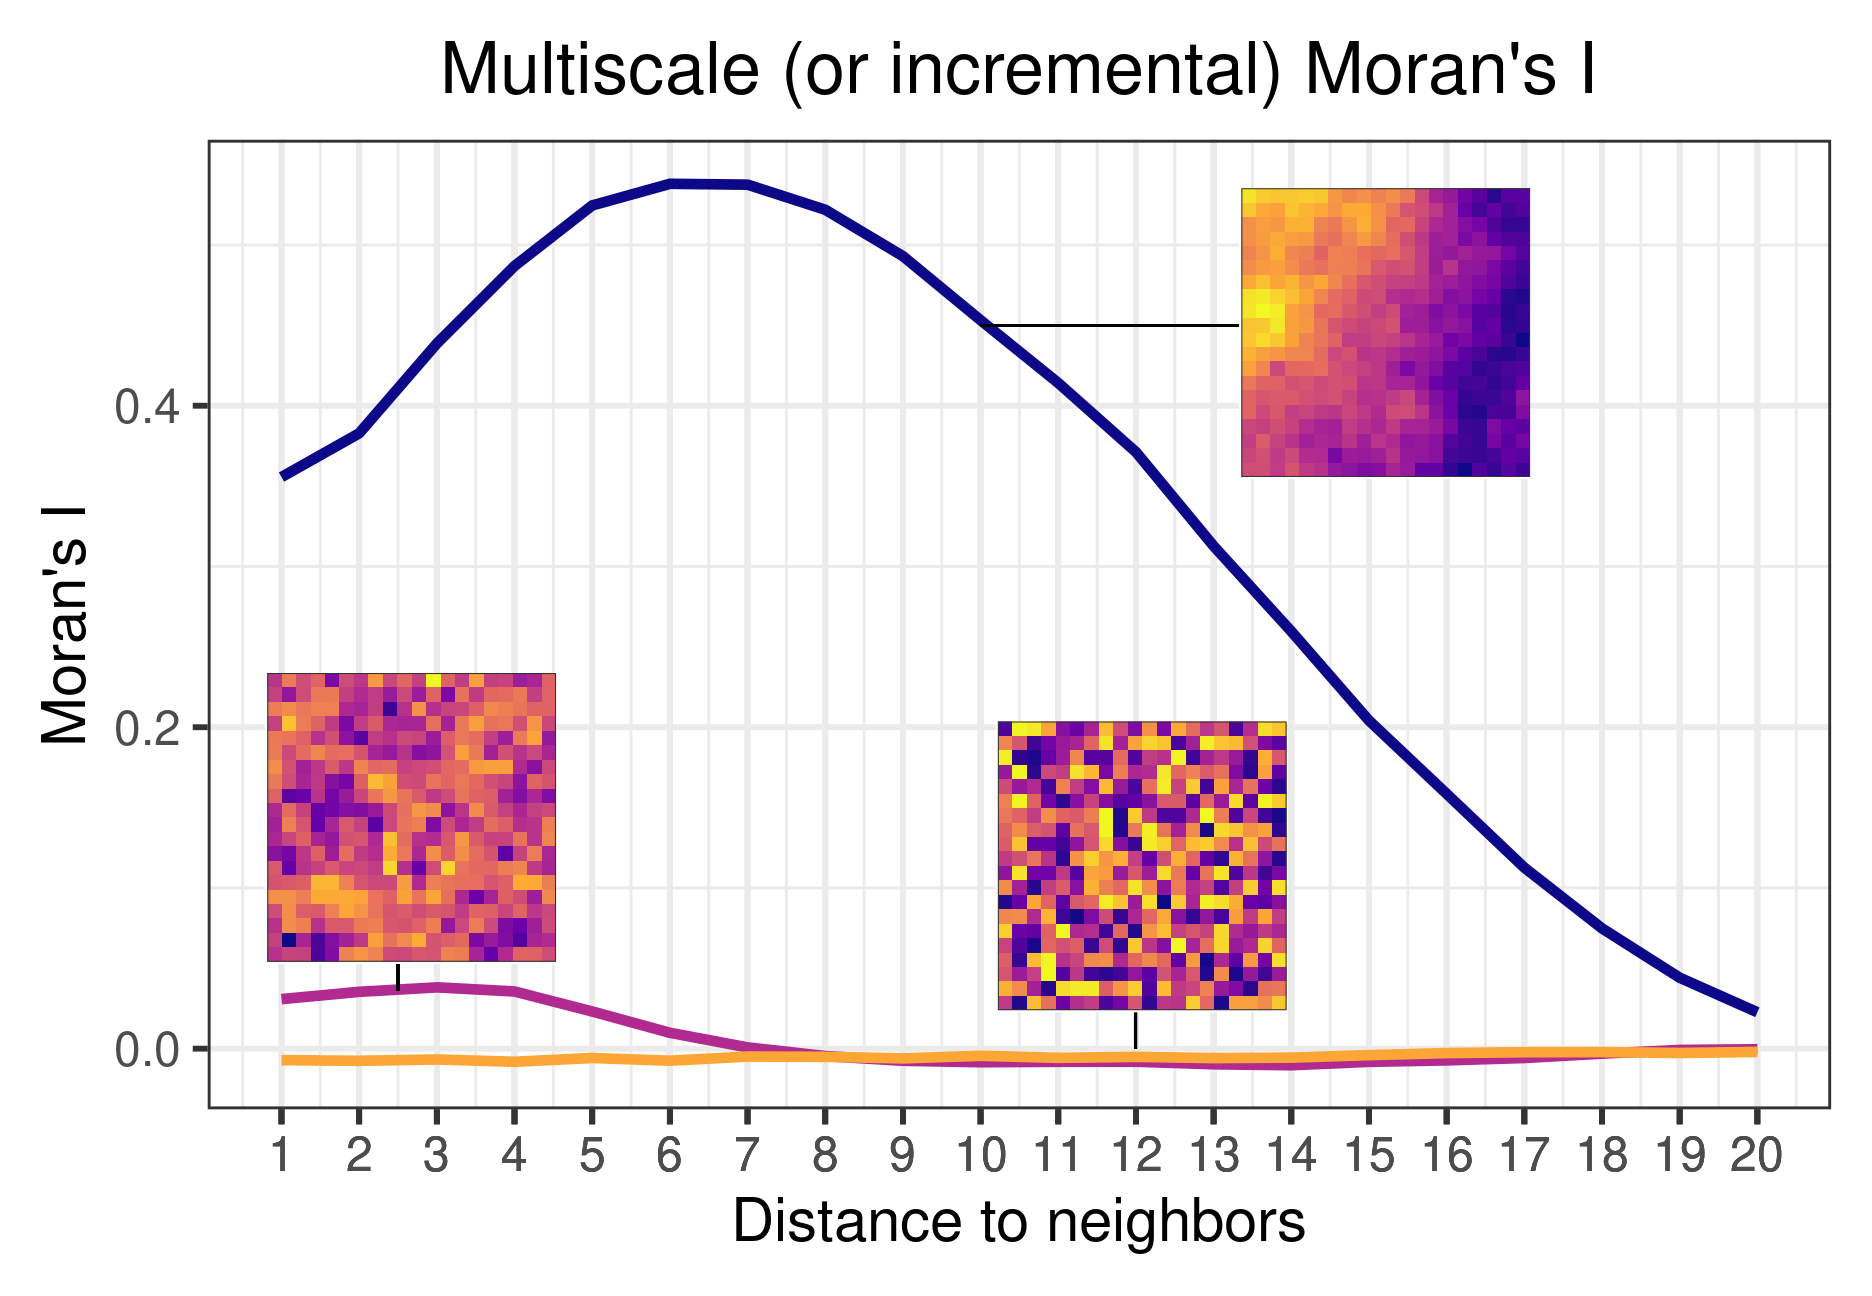 Multiscale (or incremental) Moran's I
Moran's I
0.4
0.2
0.0
1 2 3 4 5 6 7 8 9 10 11 12 13 14 15 16 17 18 19 20
Distance to neighbors